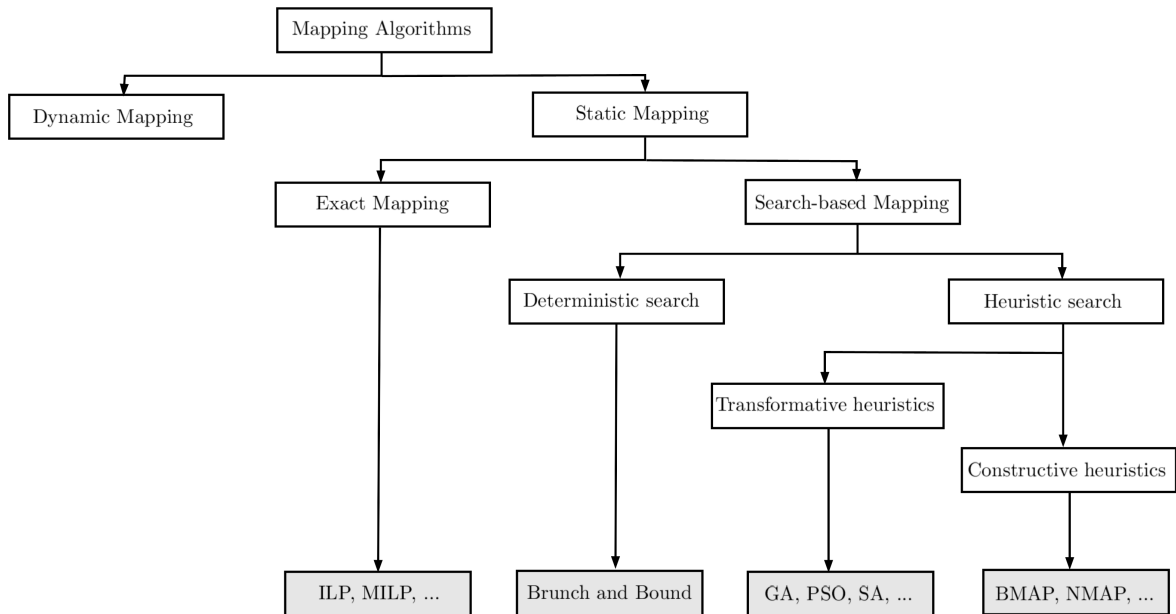 Mapping Algorithms
Dynamic Mapping
Static Mapping
Exact Mapping
Search-based Mapping
Deterministic search
Heuristic search
Transformative heuristics
Constructive heuristics
ILP, MILP, ...
Brunch and Bound
GA, PSO, SA, ...
BMAP, NMAP, ...